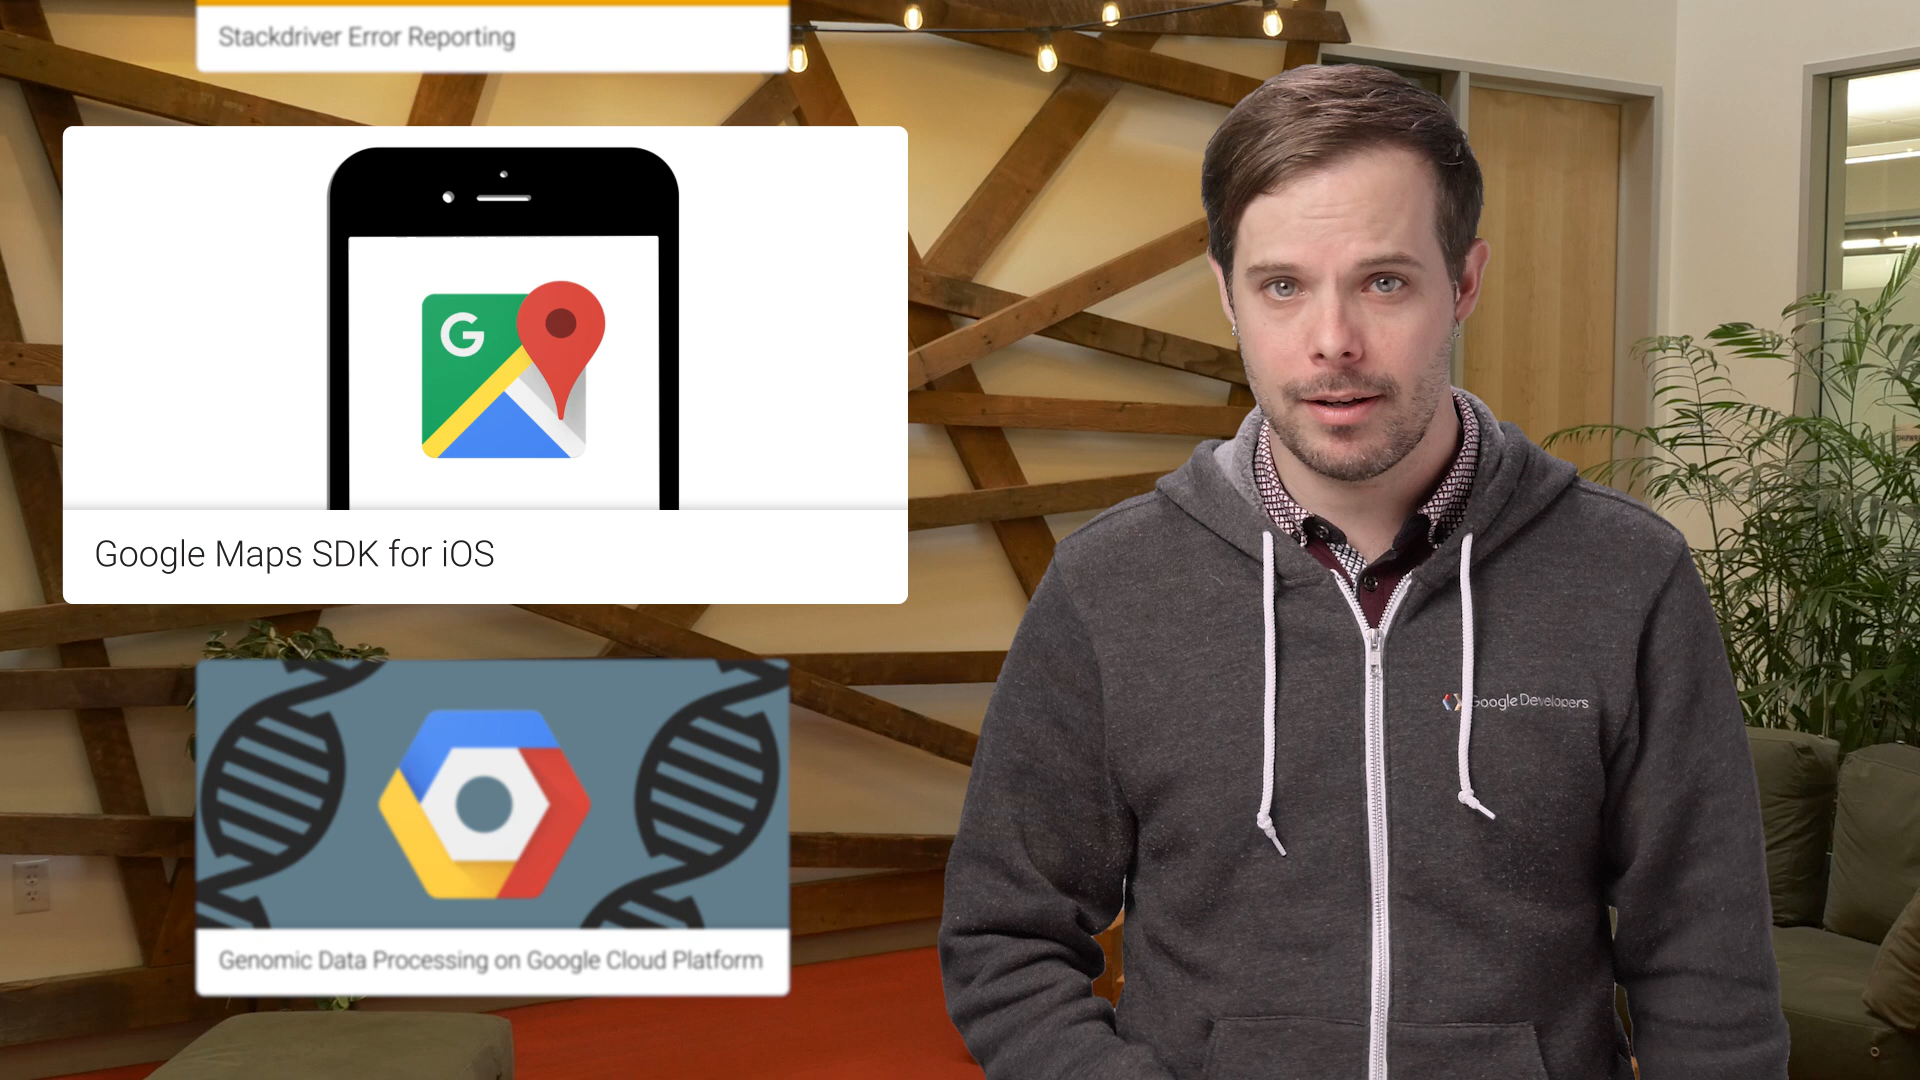 Stackdriver Error Reporting
G
Google Maps SDK for iOS
Google Developers
Genomic Data Processing on Google Cloud Platform